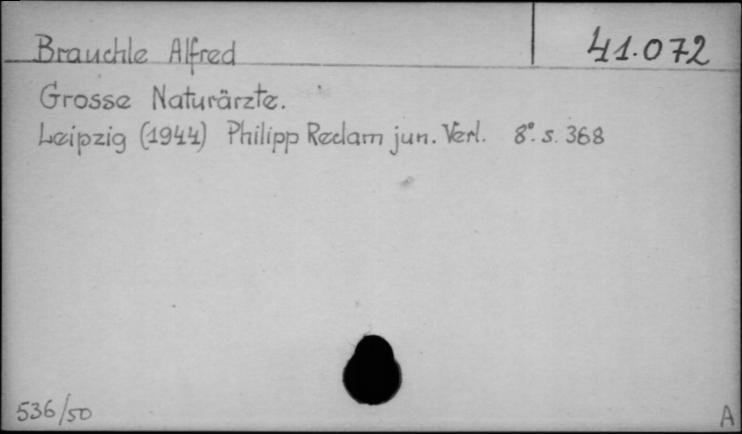 Brauchle Alfred 41.072
Grosse Naturärzte.
Leipzig (1944) Philipp Reclam jun. Verl. 8°. s. 368
536/50 A